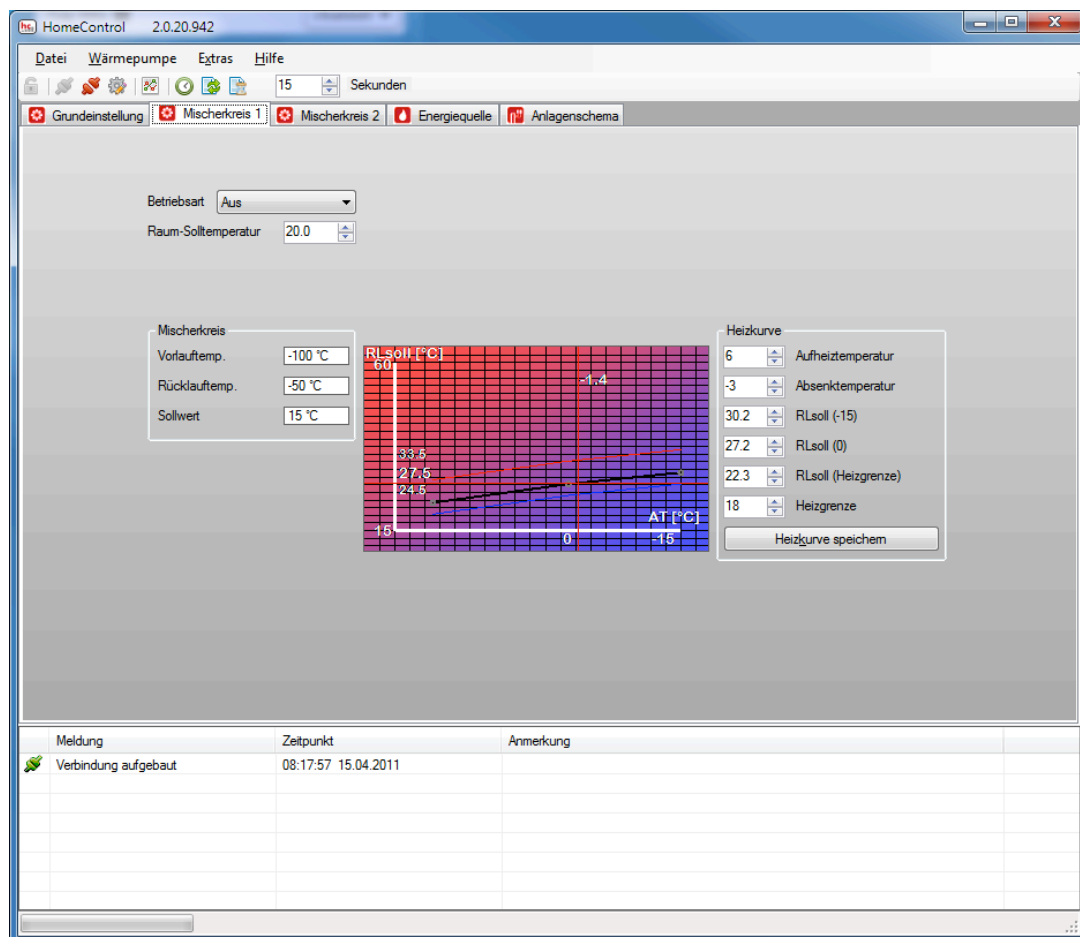 HomeControl 2.0.20.942
Datei Wärmepumpe Extras Hilfe
15 Sekunden
Grundeinstellung Mischerkreis 1 Mischerkreis 2 Energiequelle Anlagenschema
Betriebsart Aus
Raum-Solltemperatur 20.0
Mischerkreis
Vorlauftemp. -100 °C
Rücklauftemp. -50 °C
Sollwert 15 °C
RLsoll [°C]
60
-1.4
33.5
27.5
24.5
AT [°C]
15
0 -15
Heizkurve
6 Aufheiztemperatur
-3 Absenktemperatur
30.2 RLsoll (-15)
27.2 RLsoll (0)
22.3 RLsoll (Heizgrenze)
18 Heizgrenze
Heizkurve speichern
Meldung Zeitpunkt Anmerkung
Verbindung aufgebaut 08:17:57 15.04.2011